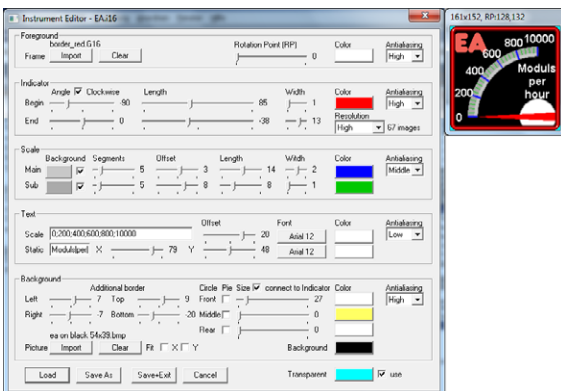 Instrument Editor - EA.i16
Foreground
border_red.G16
Frame Import Clear
Rotation Point (RP) 0
Color
Antialiasing
High
Indicator
Angle Clockwise Length Width Color Antialiasing
Begin -90 85 1 High
End 0 -38 13
Resolution
High 67 images
Scale
Background Segments Offset Length Witdh Color Antialiasing
Main 5 3 14 2 Middle
Sub 5 8 8 1
Text
Offset Font Color Antialiasing
Scale 0;200;400;600;800;10000 20 Arial 12 Low
Static Moduls|per| X 79 Y 48 Arial 12
Background
Additional border Circle Pie Size connect to Indicator Color Antialiasing
Left 7 Top 9 Front 27 High
Right -7 Bottom -20 Middle 0
Rear 0
ea on black 54x39.bmp
Picture Import Clear Fit X Y Background
Load Save As Save+Exit Cancel Transparent use
161x152, RP:128,132
EA
0
200
400
600
800
10000
Moduls
per
hour